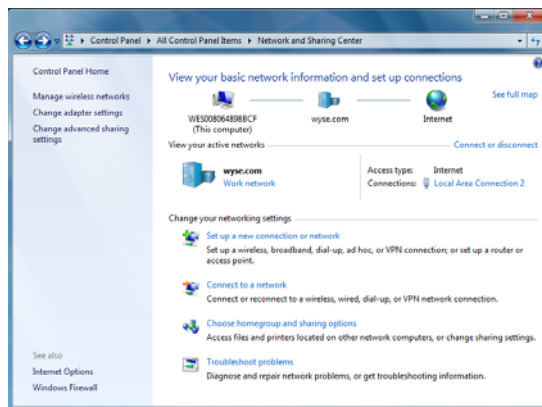 Control Panel ▸ All Control Panel Items ▸ Network and Sharing Center
Control Panel Home
Manage wireless networks
Change adapter settings
Change advanced sharing
settings
View your basic network information and set up connections
See full map
WES008064898BCF
(This computer)
wyse.com
Internet
View your active networks
Connect or disconnect
wyse.com
Work network
Access type: Internet
Connections: Local Area Connection 2
Change your networking settings
Set up a new connection or network
Set up a wireless, broadband, dial-up, ad hoc, or VPN connection; or set up a router or
access point.
Connect to a network
Connect or reconnect to a wireless, wired, dial-up, or VPN network connection.
Choose homegroup and sharing options
Access files and printers located on other network computers, or change sharing settings.
Troubleshoot problems
Diagnose and repair network problems, or get troubleshooting information.
See also
Internet Options
Windows Firewall